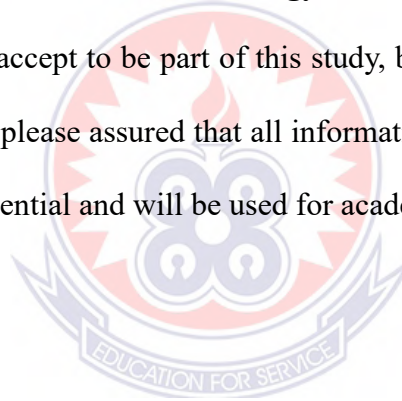 accept to be part of this study, b
please assured that all informat
ential and will be used for acad
EDUCATION FOR SERVICE